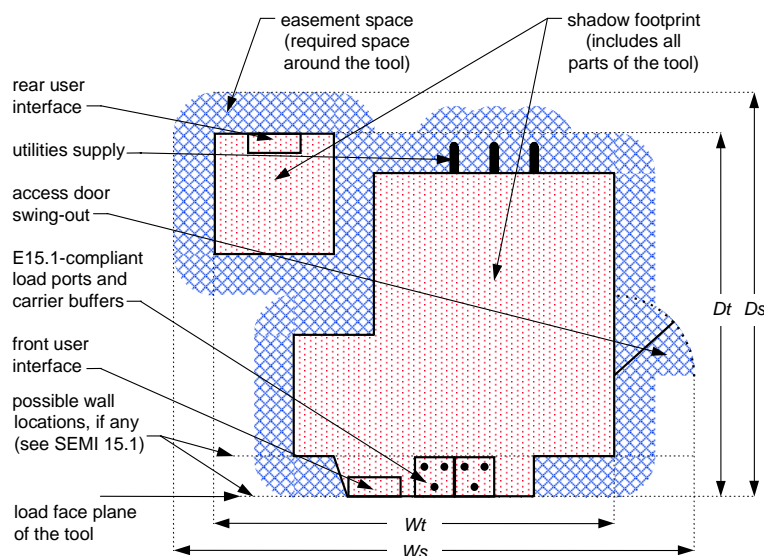 easement space
(required space
around the tool)
shadow footprint
(includes all
parts of the tool)
rear user
interface
utilities supply
access door
swing-out
E15.1-compliant
load ports and
carrier buffers
front user
interface
possible wall
locations, if any
(see SEMI 15.1)
load face plane
of the tool
Dt
Ds
Wt
Ws